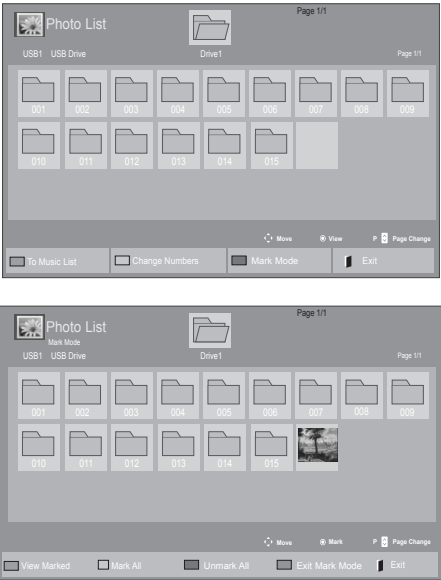 Page 1/1
Photo List
USB1 USB Drive Drive1 Page 1/1
001 002 003 004 005 006 007 008 009
010 011 012 013 014 015
Move View P Page Change
To Music List Change Numbers Mark Mode Exit
Page 1/1
Photo List
Mark Mode
USB1 USB Drive Drive1 Page 1/1
001 002 003 004 005 006 007 008 009
010 011 012 013 014 015
Move Mark P Page Change
View Marked Mark All Unmark All Exit Mark Mode Exit